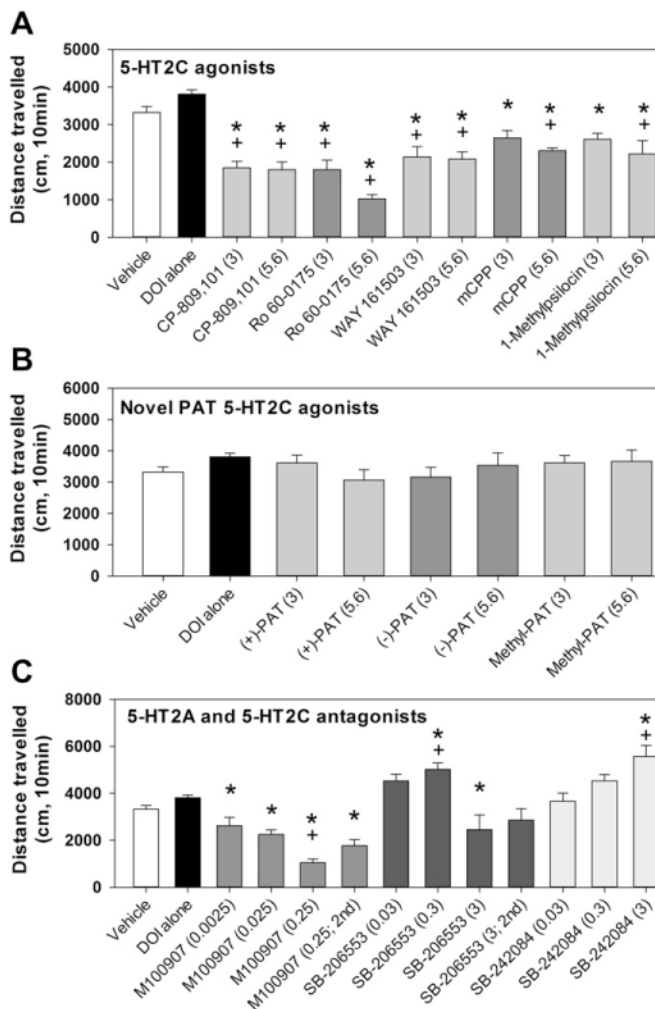 A
5-HT2C agonists
Distance travelled
(cm, 10min)
5000
4000
3000
2000
1000
0
* + * + * + * + * + * + * * + * * +
Vehicle
DOI alone
CP-809,101 (3)
CP-809,101 (5.6)
Ro 60-0175 (3)
Ro 60-0175 (5.6)
WAY 161503 (3)
WAY 161503 (5.6)
mCPP (3)
mCPP (5.6)
1-Methylpsilocin (3)
1-Methylpsilocin (5.6)
B
Novel PAT 5-HT2C agonists
Distance travelled
(cm, 10min)
6000
5000
4000
3000
2000
1000
0
Vehicle
DOI alone
(+)-PAT (3)
(+)-PAT (5.6)
(-)-PAT (3)
(-)-PAT (5.6)
Methyl-PAT (3)
Methyl-PAT (5.6)
C
5-HT2A and 5-HT2C antagonists
Distance travelled
(cm, 10min)
8000
6000
4000
2000
0
* * * + * * + * * +
Vehicle
DOI alone
M100907 (0.0025)
M100907 (0.025)
M100907 (0.25)
M100907 (0.25; 2nd)
SB-206553 (0.03)
SB-206553 (0.3)
SB-206553 (3)
SB-206553 (3; 2nd)
SB-242084 (0.03)
SB-242084 (0.3)
SB-242084 (3)